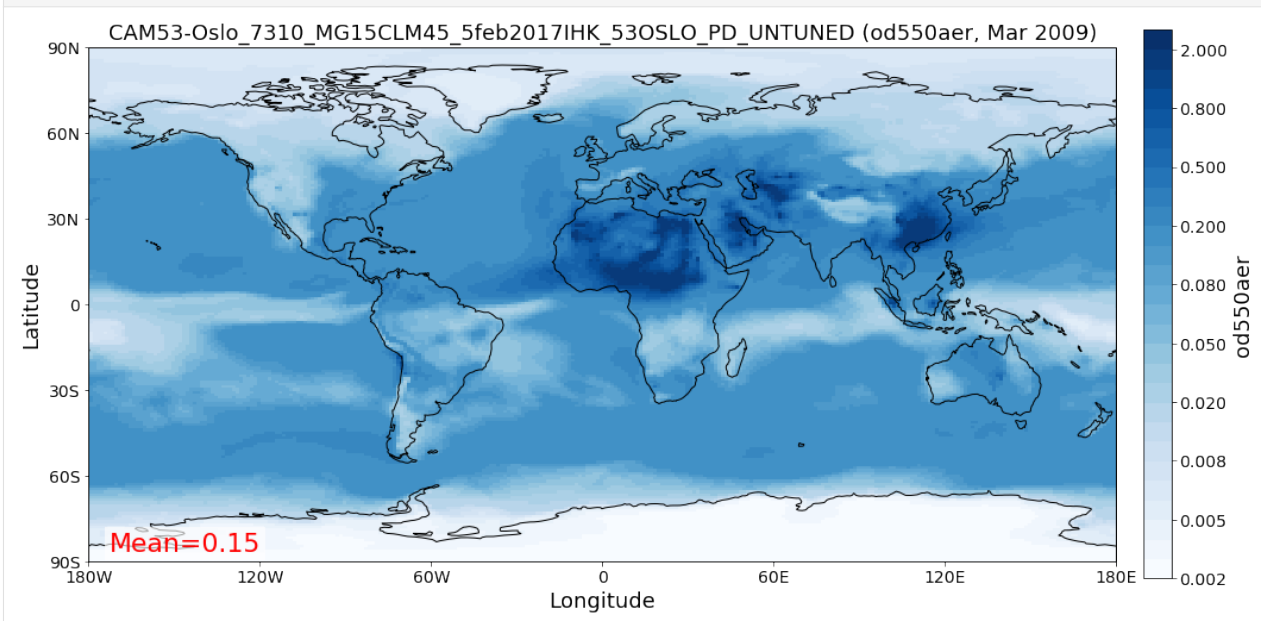 CAM53-Oslo_7310_MG15CLM45_5feb2017IHK_53OSLO_PD_UNTUNED (od550aer, Mar 2009)
90N
60N
30N
0
30S
60S
90S
Latitude
180W
120W
60W
0
60E
120E
180E
Longitude
Mean=0.15
2.000
0.800
0.500
0.200
0.080
0.050
0.020
0.008
0.005
0.002
od550aer